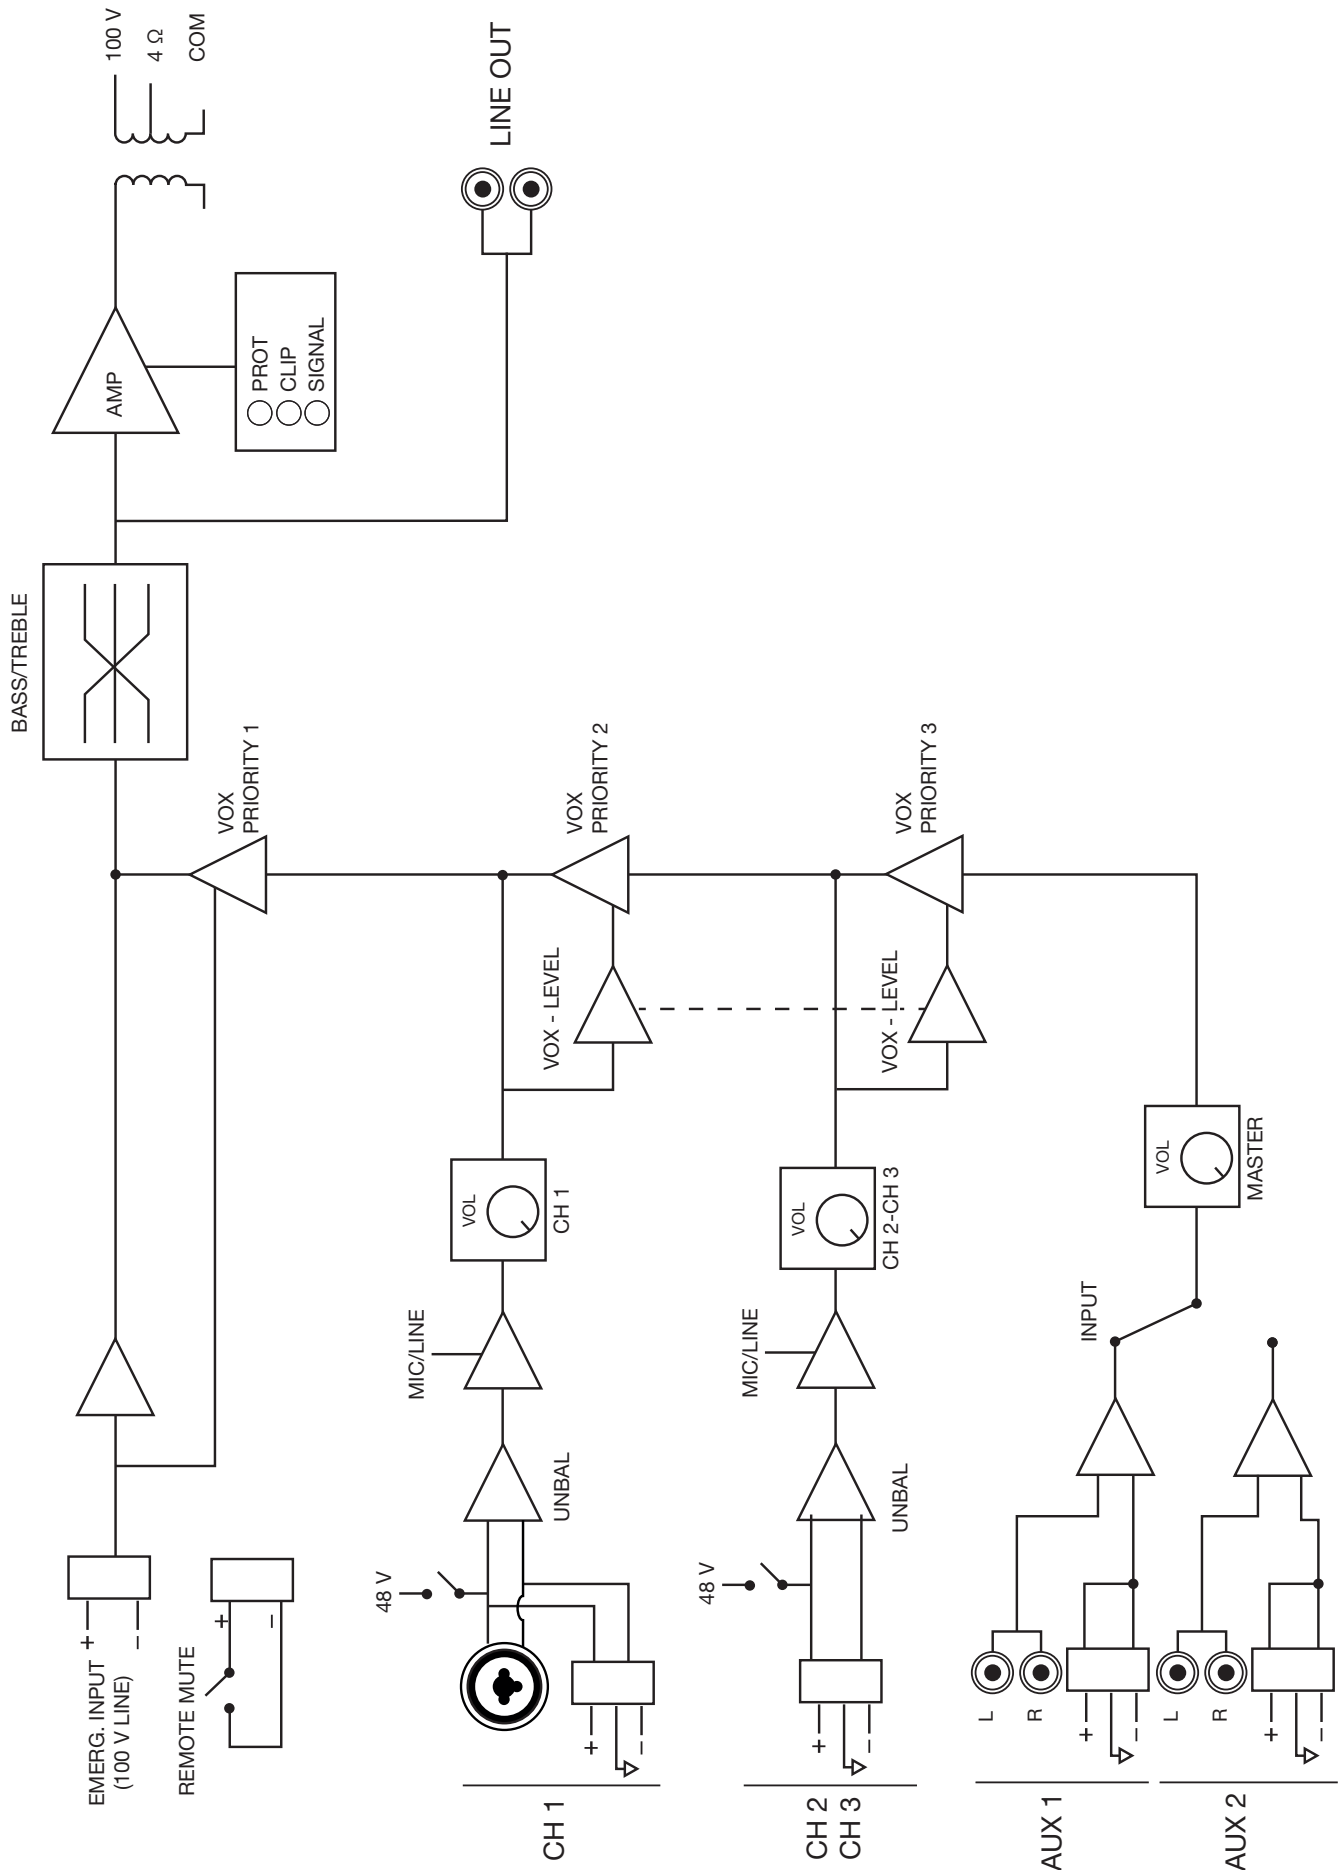 EMERG. INPUT
(100 V LINE)
+
–
REMOTE MUTE
+
–
BASS/TREBLE
AMP
PROT
CLIP
SIGNAL
100 V
4 Ω
COM
LINE OUT
VOX
PRIORITY 1
CH 1
+
–
48 V
UNBAL
MIC/LINE
VOL
CH 1
VOX - LEVEL
VOX
PRIORITY 2
CH 2
CH 3
+
–
48 V
UNBAL
MIC/LINE
VOL
CH 2-CH 3
VOX - LEVEL
VOX
PRIORITY 3
AUX 1
L
R
+
–
INPUT
VOL
MASTER
AUX 2
L
R
+
–